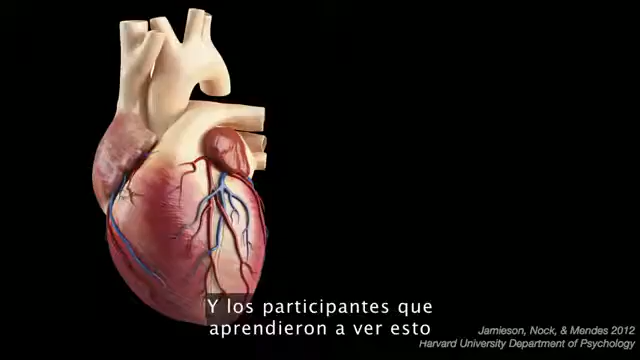 Y los participantes que
aprendieron a ver esto
Jamieson, Nock, & Mendes 2012
Harvard University Department of Psychology